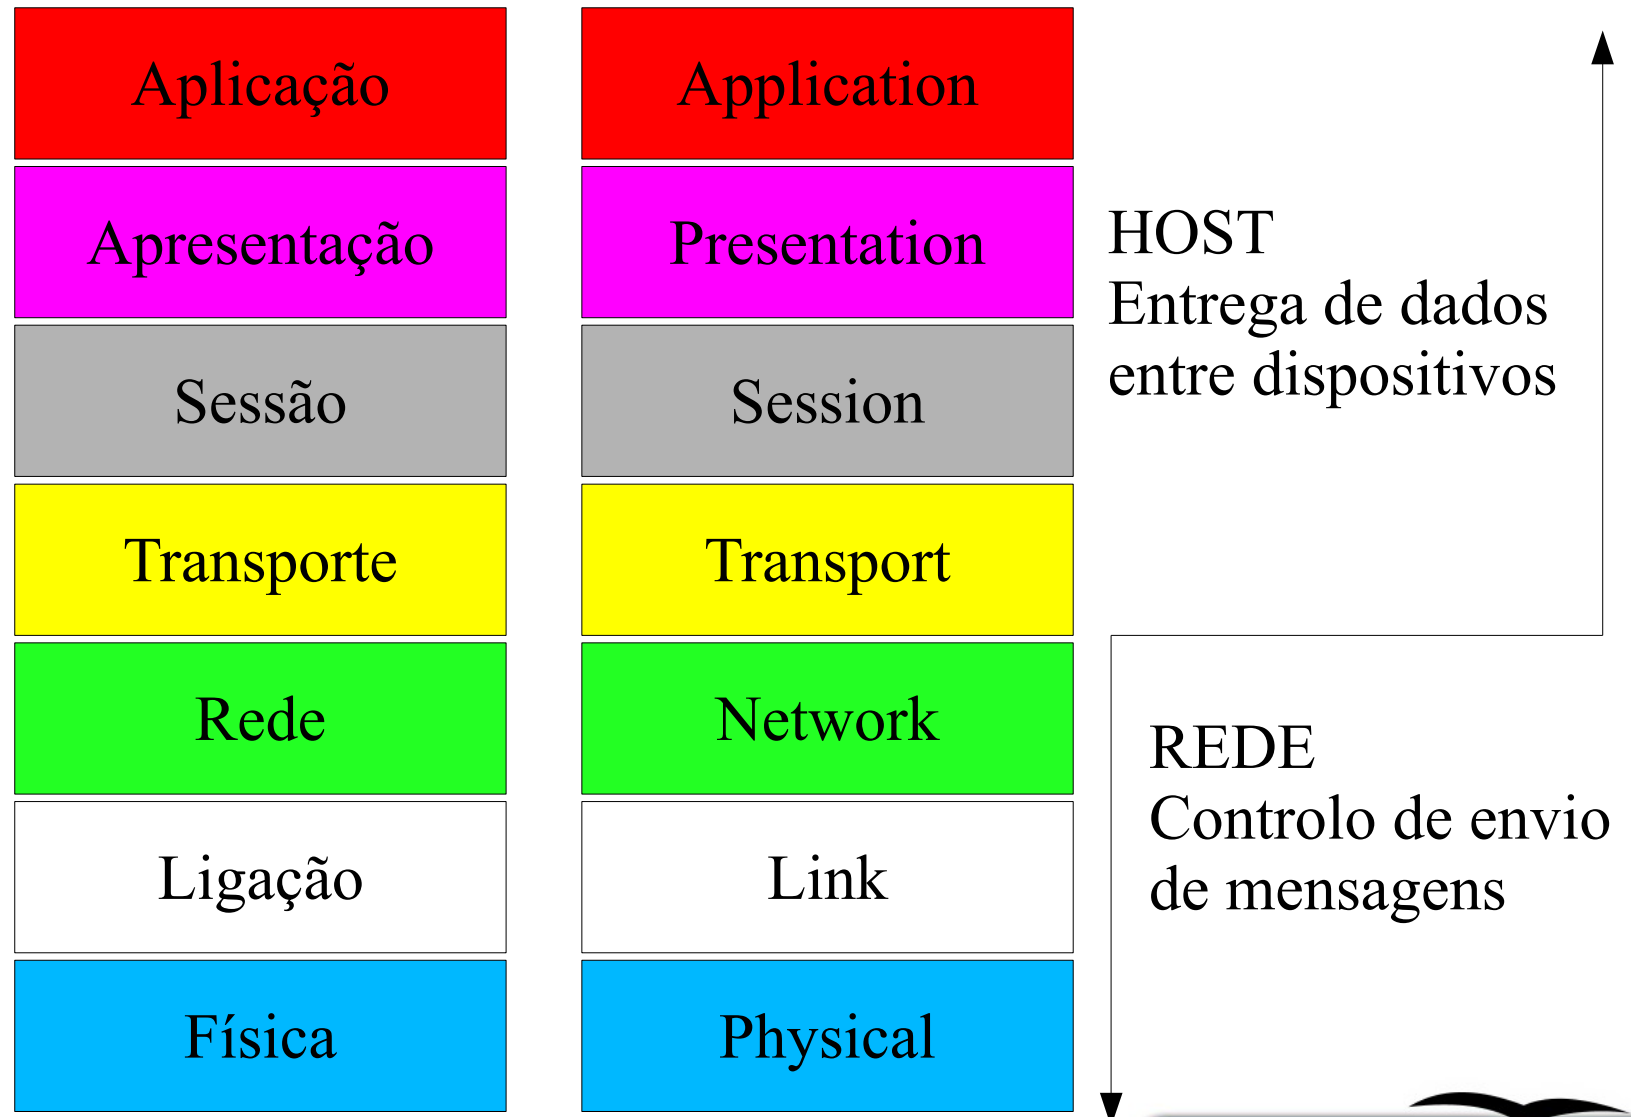 Aplicação
Application
Apresentação
Presentation
HOST
Entrega de dados
entre dispositivos
Sessão
Session
Transporte
Transport
Rede
Network
REDE
Controlo de envio
de mensagens
Ligação
Link
Física
Physical